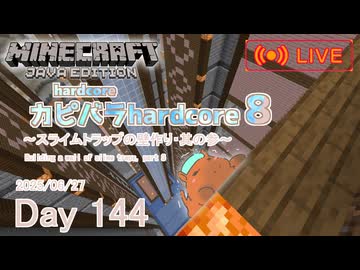 MINECRAFT
JAVA EDITION
LIVE
hardcore
カピバラhardcore8
～スライムトラップの壁作り・其の参～
Building a wall of slime traps, part 3
2025/06/27
Day 144